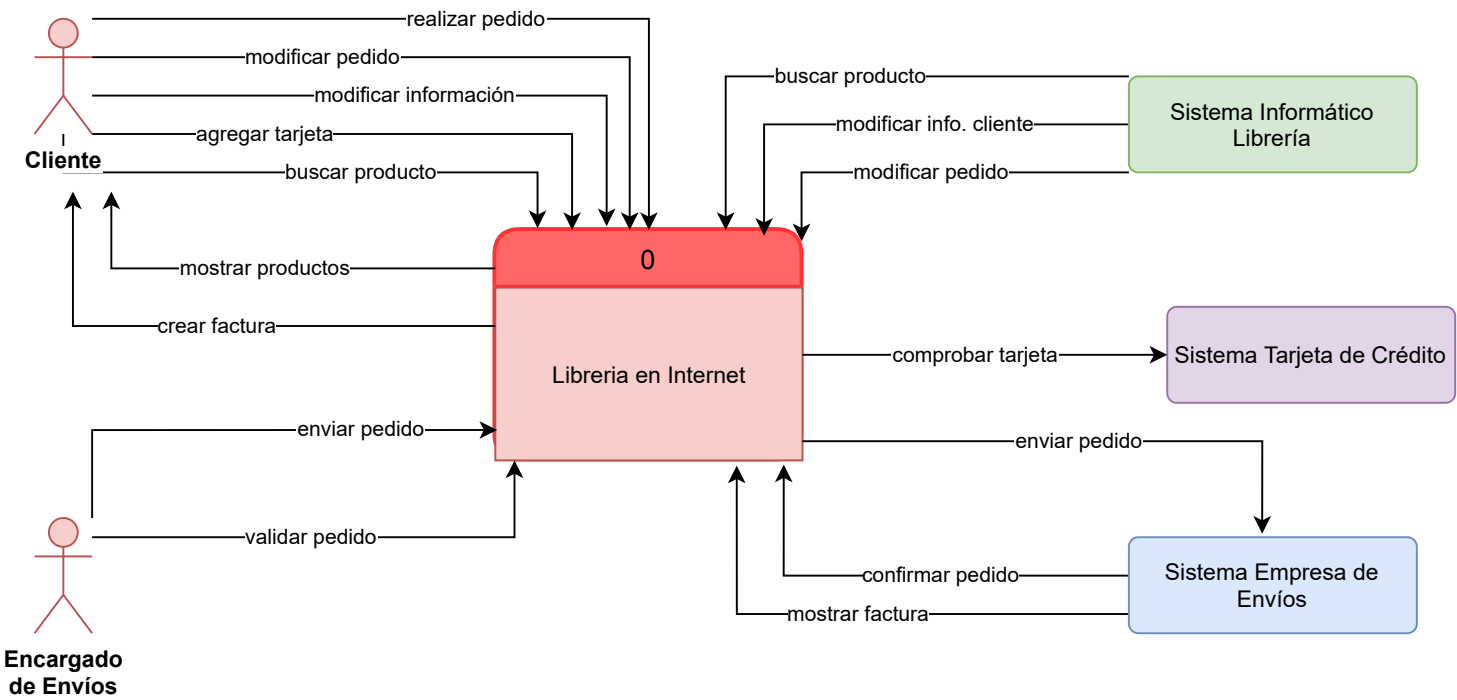 realizar pedido
modificar pedido
modificar información
agregar tarjeta
buscar producto
Cliente
mostrar productos
crear factura
buscar producto
modificar info. cliente
modificar pedido
Sistema Informático
Librería
0
Libreria en Internet
comprobar tarjeta
Sistema Tarjeta de Crédito
enviar pedido
validar pedido
Encargado
de Envíos
enviar pedido
confirmar pedido
mostrar factura
Sistema Empresa de
Envíos